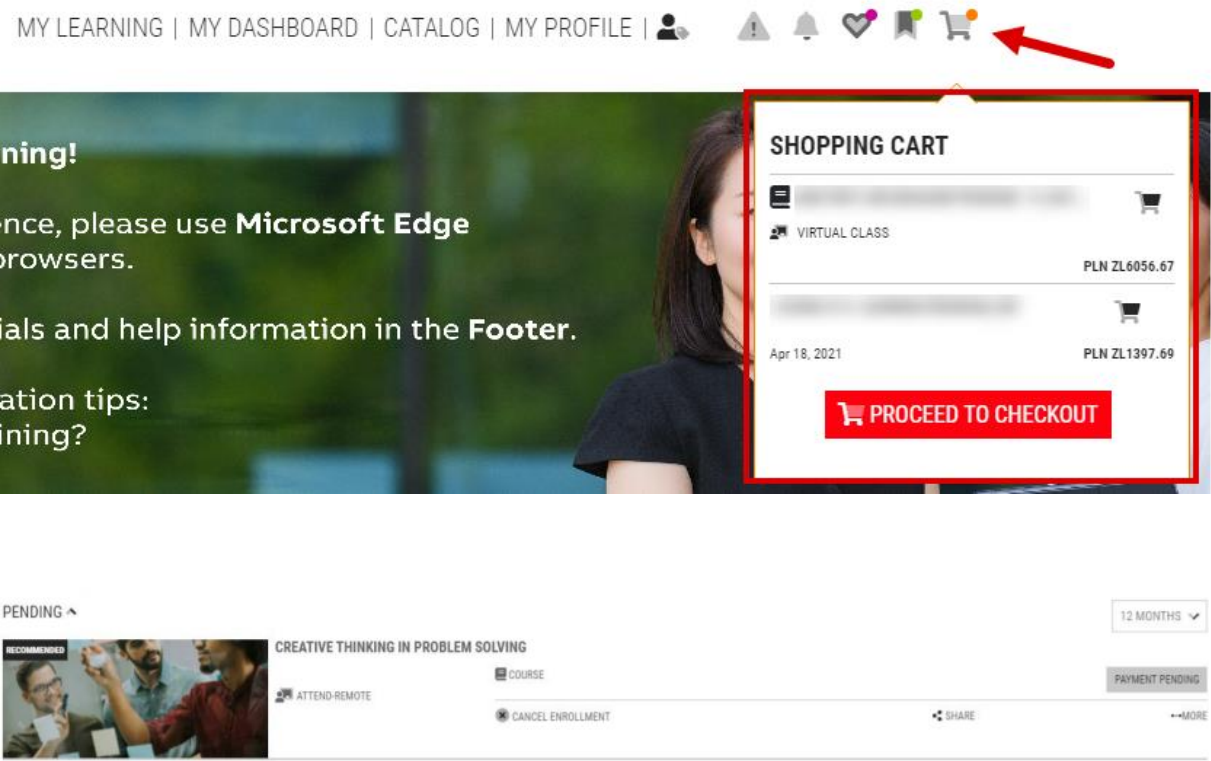 MY LEARNING | MY DASHBOARD | CATALOG | MY PROFILE |
ning!
ence, please use Microsoft Edge
browsers.
ials and help information in the Footer.
ation tips:
ining?
SHOPPING CART
VIRTUAL CLASS
PLN ZL6056.67
Apr 18, 2021 PLN ZL1397.69
PROCEED TO CHECKOUT
PENDING
12 MONTHS
RECOMMENDED
CREATIVE THINKING IN PROBLEM SOLVING
COURSE
PAYMENT PENDING
ATTEND-REMOTE
CANCEL ENROLLMENT SHARE MORE